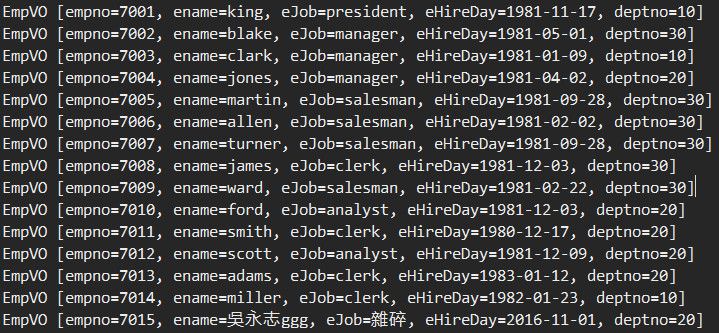 EmpVO [empno=7001, ename=king, eJob=president, eHireDay=1981-11-17, deptno=10]
EmpVO [empno=7002, ename=blake, eJob=manager, eHireDay=1981-05-01, deptno=30]
EmpVO [empno=7003, ename=clark, eJob=manager, eHireDay=1981-01-09, deptno=10]
EmpVO [empno=7004, ename=jones, eJob=manager, eHireDay=1981-04-02, deptno=20]
EmpVO [empno=7005, ename=martin, eJob=salesman, eHireDay=1981-09-28, deptno=30]
EmpVO [empno=7006, ename=allen, eJob=salesman, eHireDay=1981-02-02, deptno=30]
EmpVO [empno=7007, ename=turner, eJob=salesman, eHireDay=1981-09-28, deptno=30]
EmpVO [empno=7008, ename=james, eJob=clerk, eHireDay=1981-12-03, deptno=30]
EmpVO [empno=7009, ename=ward, eJob=salesman, eHireDay=1981-02-22, deptno=30]
EmpVO [empno=7010, ename=ford, eJob=analyst, eHireDay=1981-12-03, deptno=20]
EmpVO [empno=7011, ename=smith, eJob=clerk, eHireDay=1980-12-17, deptno=20]
EmpVO [empno=7012, ename=scott, eJob=analyst, eHireDay=1981-12-09, deptno=20]
EmpVO [empno=7013, ename=adams, eJob=clerk, eHireDay=1983-01-12, deptno=20]
EmpVO [empno=7014, ename=miller, eJob=clerk, eHireDay=1982-01-23, deptno=10]
EmpVO [empno=7015, ename=吳永志ggg, eJob=雜碎, eHireDay=2016-11-01, deptno=20]